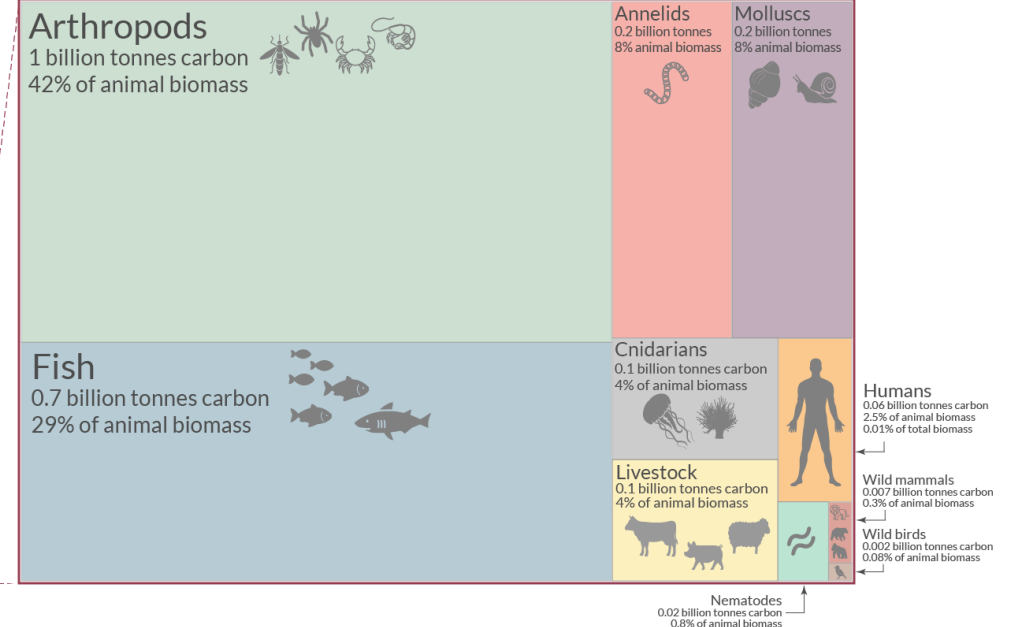 Arthropods
1 billion tonnes carbon
42% of animal biomass
Annelids
0.2 billion tonnes
8% animal biomass
Molluscs
0.2 billion tonnes
8% animal biomass
Fish
0.7 billion tonnes carbon
29% of animal biomass
Cnidarians
0.1 billion tonnes carbon
4% of animal biomass
Livestock
0.1 billion tonnes carbon
4% of animal biomass
Humans
0.06 billion tonnes carbon
2.5% of animal biomass
0.01% of total biomass
Wild mammals
0.007 billion tonnes carbon
0.3% of animal biomass
Wild birds
0.002 billion tonnes carbon
0.08% of animal biomass
Nematodes
0.02 billion tonnes carbon
0.8% of animal biomass